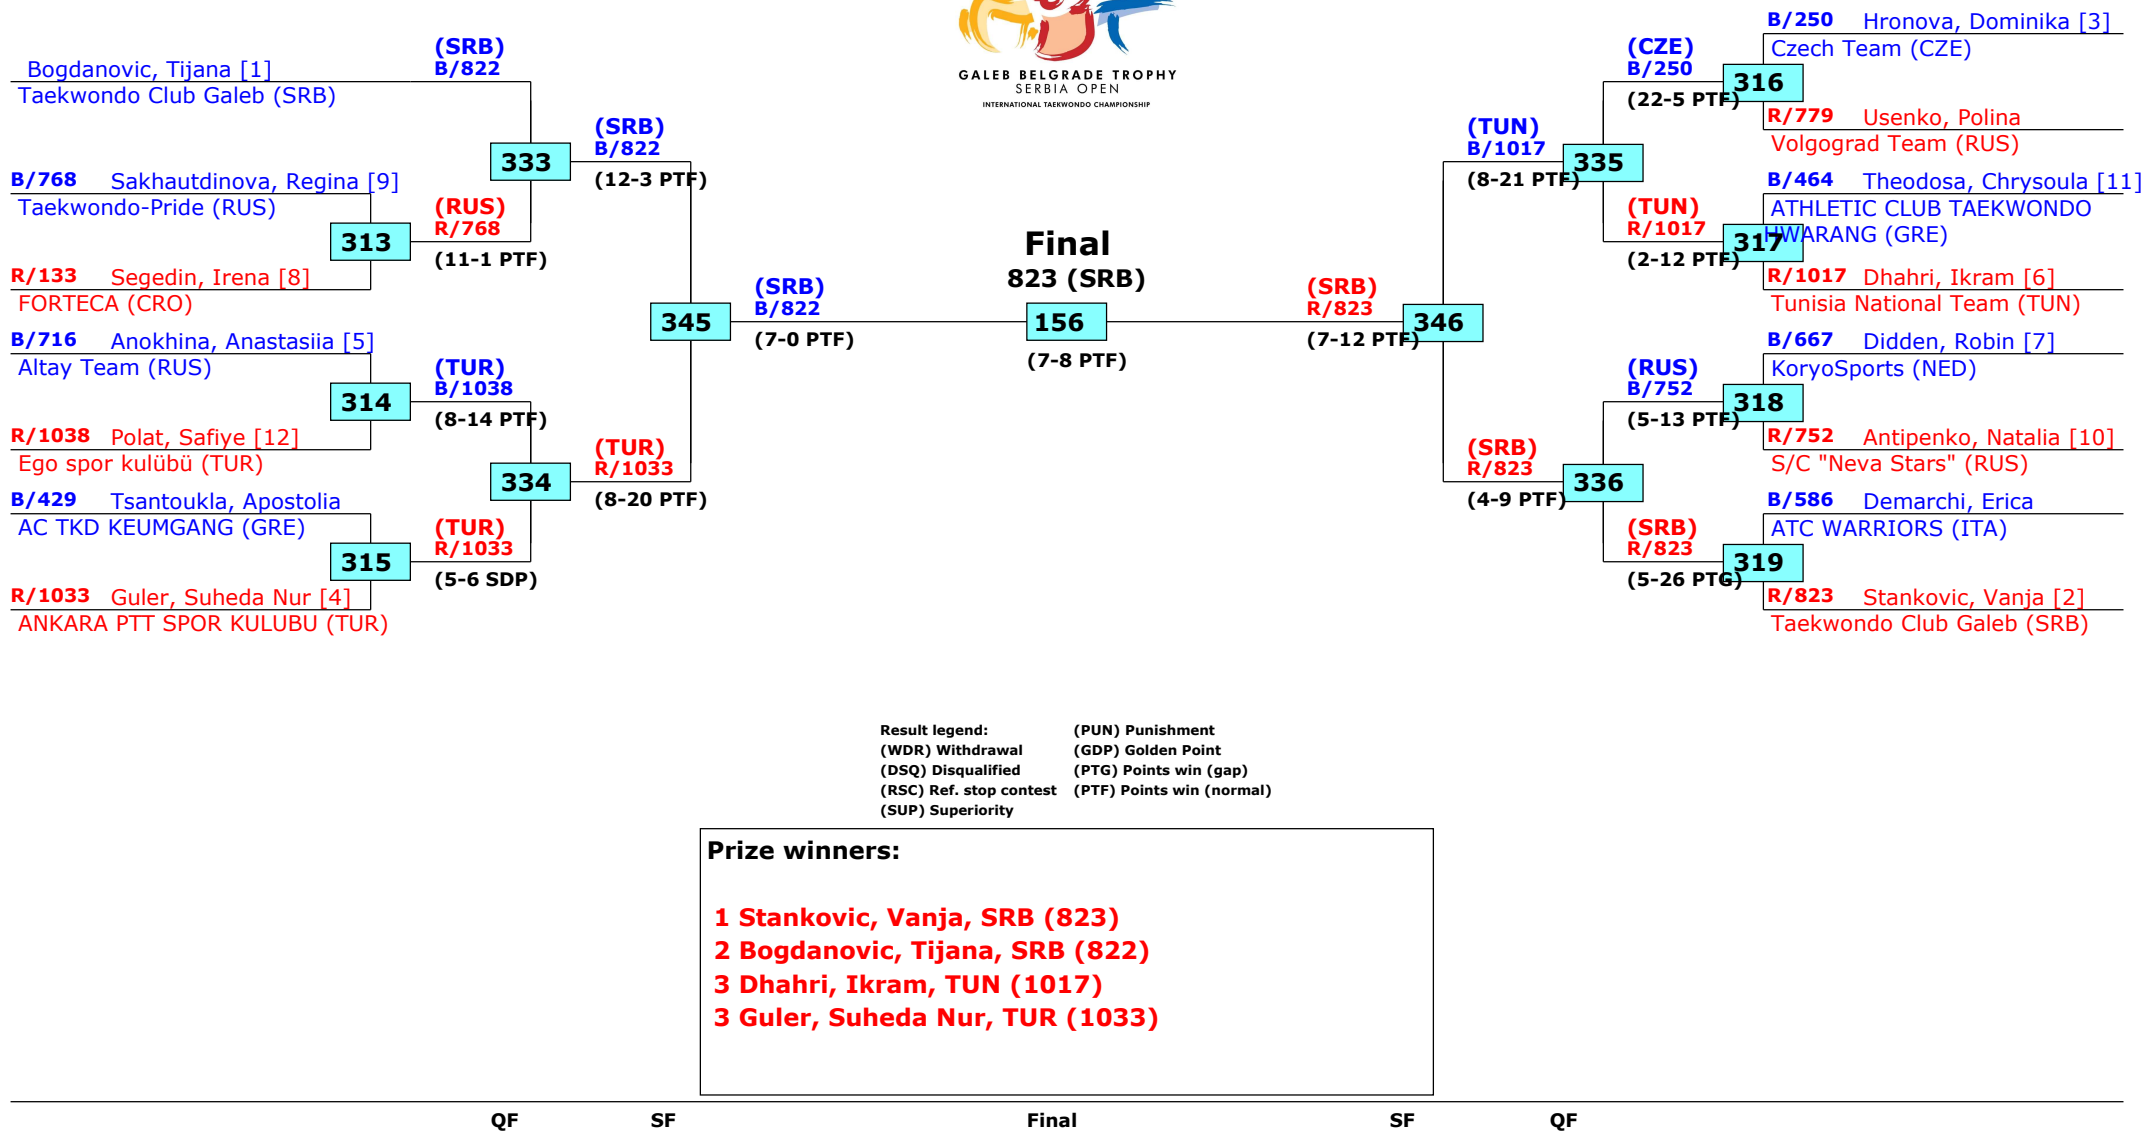 GALEB BELGRADE TROPHY
SERBIA OPEN
INTERNATIONAL TAEKWONDO CHAMPIONSHIP
Bogdanovic, Tijana [1]
Taekwondo Club Galeb (SRB)
B/768 Sakhautdinova, Regina [9]
Taekwondo-Pride (RUS)
313
R/133 Segedin, Irena [8]
FORTECA (CRO)
B/716 Anokhina, Anastasiia [5]
Altay Team (RUS)
314
R/1038 Polat, Safiye [12]
Ego spor kulübü (TUR)
B/429 Tsantoukla, Apostolia
AC TKD KEUMGANG (GRE)
315
R/1033 Guler, Suheda Nur [4]
ANKARA PTT SPOR KULUBU (TUR)
(SRB)
B/822
333
(RUS)
R/768
(11-1 PTF)
(TUR)
B/1038
(8-14 PTF)
334
(TUR)
R/1033
(5-6 SDP)
(SRB)
B/822
(12-3 PTF)
345
(TUR)
R/1033
(8-20 PTF)
(SRB)
B/822
(7-0 PTF)
Final
823 (SRB)
156
(7-8 PTF)
(SRB)
R/823
(7-12 PTF)
346
(TUN)
B/1017
(8-21 PTF)
335
(SRB)
R/823
(4-9 PTF)
336
(CZE)
B/250
(22-5 PTF)
316
(TUN)
R/1017
(2-12 PTF)
317
(RUS)
B/752
(5-13 PTF)
318
(SRB)
R/823
(5-26 PTG)
319
B/250 Hronova, Dominika [3]
Czech Team (CZE)
R/779 Usenko, Polina
Volgograd Team (RUS)
B/464 Theodosa, Chrysoula [11]
ATHLETIC CLUB TAEKWONDO
HWARANG (GRE)
R/1017 Dhahri, Ikram [6]
Tunisia National Team (TUN)
B/667 Didden, Robin [7]
KoryoSports (NED)
R/752 Antipenko, Natalia [10]
S/C "Neva Stars" (RUS)
B/586 Demarchi, Erica
ATC WARRIORS (ITA)
R/823 Stankovic, Vanja [2]
Taekwondo Club Galeb (SRB)
Result legend: (PUN) Punishment
(WDR) Withdrawal (GDP) Golden Point
(DSQ) Disqualified (PTG) Points win (gap)
(RSC) Ref. stop contest (PTF) Points win (normal)
(SUP) Superiority
Prize winners:
1 Stankovic, Vanja, SRB (823)
2 Bogdanovic, Tijana, SRB (822)
3 Dhahri, Ikram, TUN (1017)
3 Guler, Suheda Nur, TUR (1033)
QF SF Final SF QF